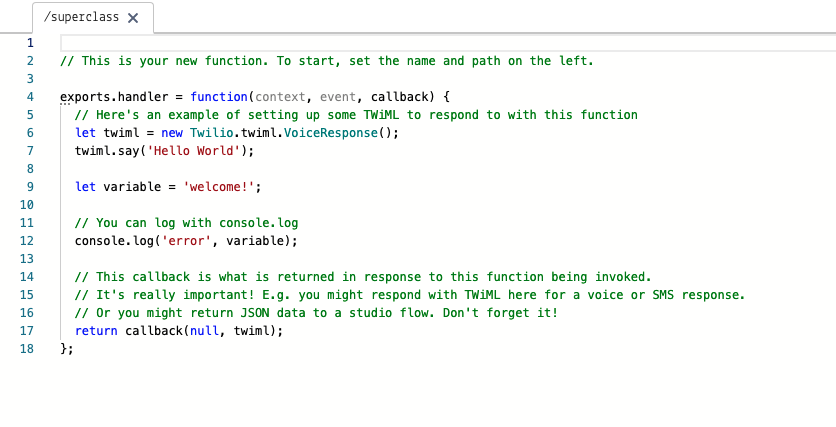 /superclass ×
1
2 // This is your new function. To start, set the name and path on the left.
3
4 exports.handler = function(context, event, callback) {
5   // Here's an example of setting up some TWiML to respond to with this function
6   let twiml = new Twilio.twiml.VoiceResponse();
7   twiml.say('Hello World');
8
9   let variable = 'welcome!';
10
11   // You can log with console.log
12   console.log('error', variable);
13
14   // This callback is what is returned in response to this function being invoked.
15   // It's really important! E.g. you might respond with TWiML here for a voice or SMS response.
16   // Or you might return JSON data to a studio flow. Don't forget it!
17   return callback(null, twiml);
18 };